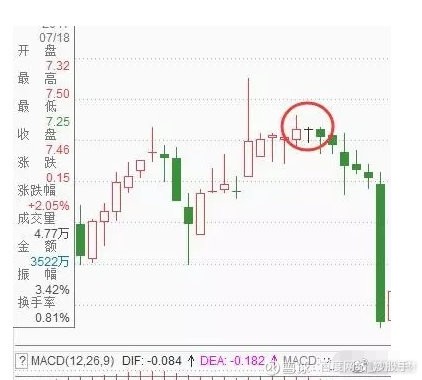 07/18
开 盘
7.32
最 高
7.50
最 低
7.25
收 盘
7.46
涨 跌
0.15
涨跌幅
+2.05%
成交量
4.77万
金 额
3522万
振 幅
3.42%
换手率
0.81%
? MACD(12,26,9) DIF: -0.084 ↑ DEA: -0.182 ↑ MACD: